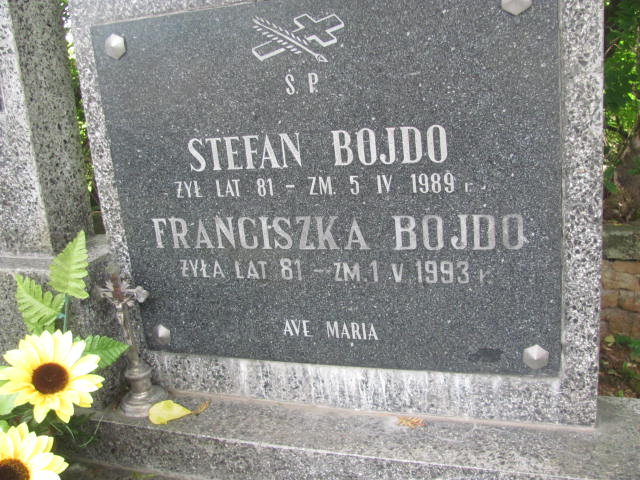 Ś. P.
STEFAN BOJDO
ŻYŁ LAT 81 - ZM. 5 IV 1989 r.
FRANCISZKA BOJDO
ŻYŁA LAT 81 - ZM. 1 V 1993 r.
AVE MARIA